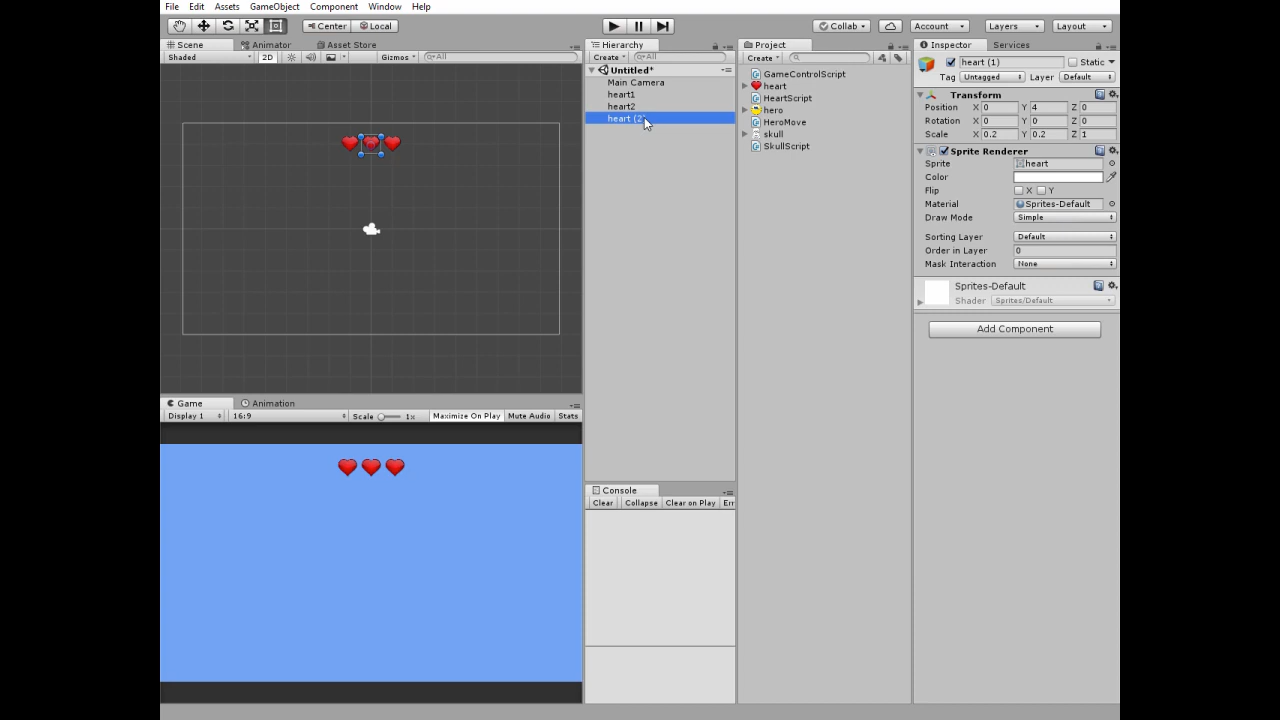 File Edit Assets GameObject Component Window Help
Center Local Collab Account Layers Layout
Scene Animator Asset Store
Shaded 2D Gizmos All
Hierarchy
Create All
Untitled*
Main Camera
heart1
heart2
heart (2)
Project
Create
GameControlScript
heart
HeartScript
hero
HeroMove
skull
SkullScript
Inspector Services
heart (1) Static
Tag Untagged Layer Default
Transform
Position X 0 Y 4 Z 0
Rotation X 0 Y 0 Z 0
Scale X 0.2 Y 0.2 Z 1
Sprite Renderer
Sprite heart
Color
Flip X Y
Material Sprites-Default
Draw Mode Simple
Sorting Layer Default
Order in Layer 0
Mask Interaction None
Sprites-Default
Shader Sprites/Default
Add Component
Game Animation
Display 1 16:9 Scale 1x Maximize On Play Mute Audio Stats
Console
Clear Collapse Clear on Play Err